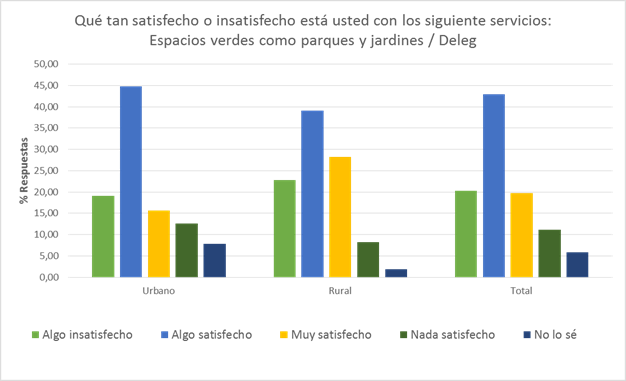 Qué tan satisfecho o insatisfecho está usted con los siguiente servicios:
Espacios verdes como parques y jardines / Deleg
% Respuestas
50,00
45,00
40,00
35,00
30,00
25,00
20,00
15,00
10,00
5,00
0,00
Urbano Rural Total
Algo insatisfecho Algo satisfecho Muy satisfecho Nada satisfecho No lo sé